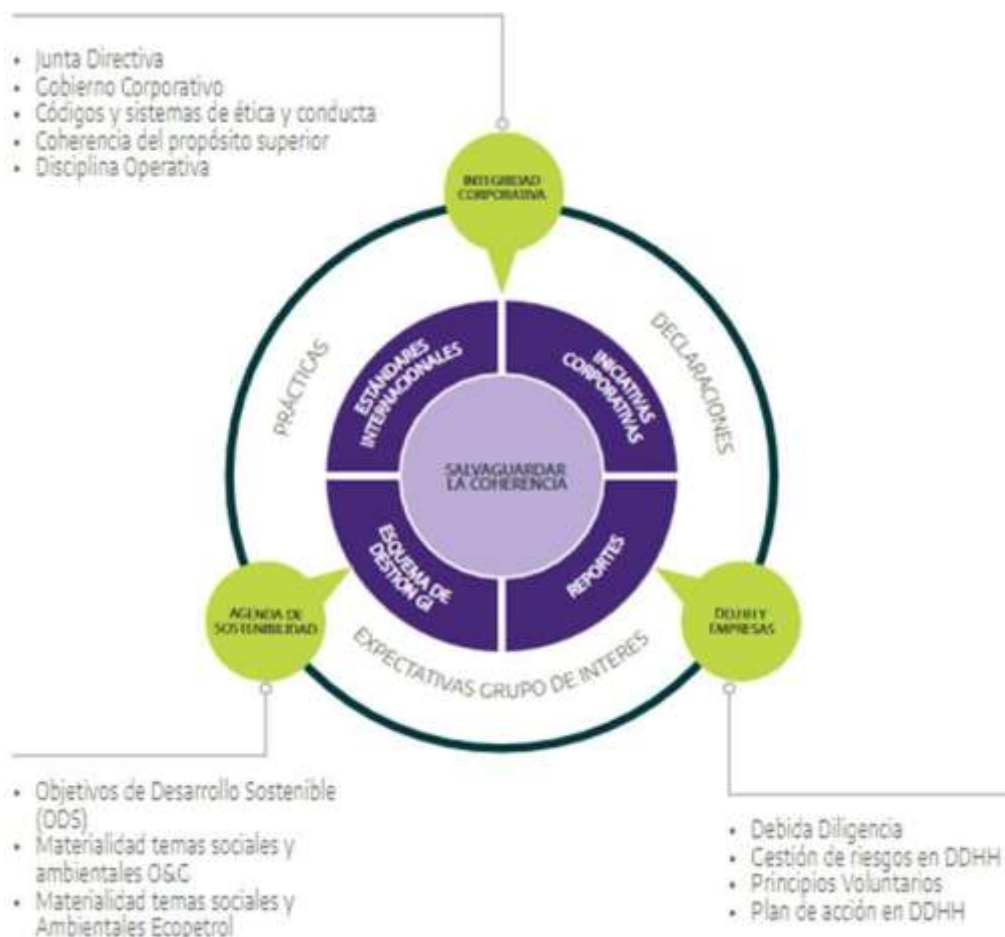 • Junta Directiva
• Gobierno Corporativo
• Códigos y sistemas de ética y conducta
• Coherencia del propósito superior
• Disciplina Operativa
INTEGRIDAD
CORPORATIVA
PRÁCTICAS
DECLARACIONES
ESTÁNDARES
INTERNACIONALES
INICIATIVAS
CORPORATIVAS
SALVAGUARDAR
LA COHERENCIA
ESQUEMA DE
GESTIÓN GI
REPORTES
AGENDA DE
SOSTENIBILIDAD
DD.HH Y
EMPRESAS
EXPECTATIVAS GRUPO DE INTERES
• Objetivos de Desarrollo Sostenible
(ODS)
• Materialidad temas sociales y
ambientales O&G
• Materialidad temas sociales y
Ambientales Ecopetrol
• Debida Diligencia
• Gestión de riesgos en DDHH
• Principios Voluntarios
• Plan de acción en DDHH